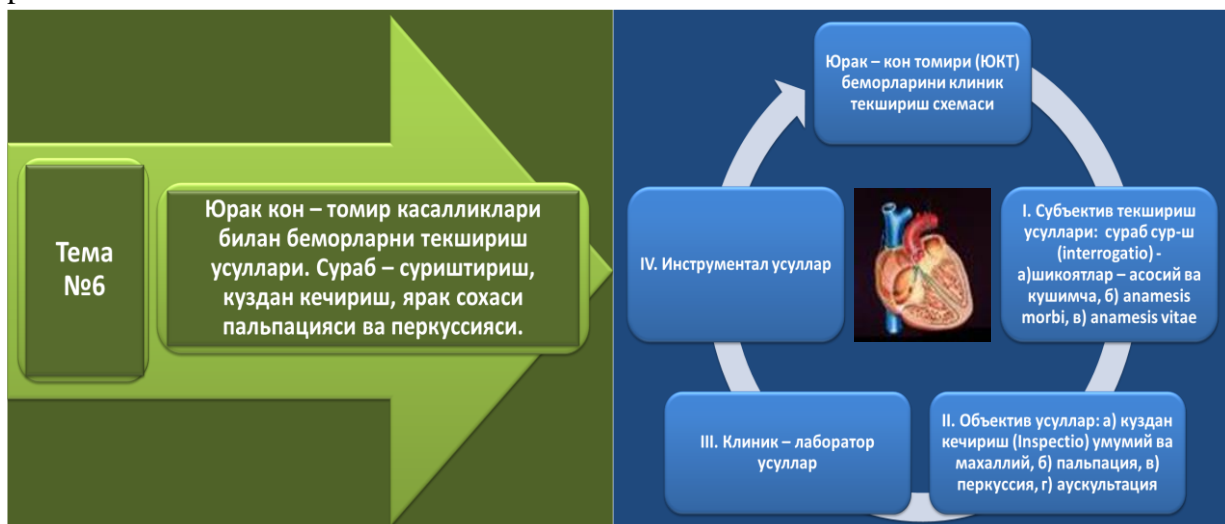 Тема
№6
Юрак кон – томир касалликлари
билан беморларни текшириш
усуллари. Сураб – суриштириш,
куздан кечириш, ярак сохаси
пальпацияси ва перкуссияси.
Юрак – кон томири (ЮКТ)
беморларини клиник
текшириш схемаси
I. Субъектив текшириш
усуллари: сураб сур-ш
(interrogatio) -
а)шикоятлар – асосий ва
кушимча, б) anamesis
morbi, в) anamesis vitae
II. Объектив усуллар: а) куздан
кечириш (Inspectio) умумий ва
махаллий, б) пальпация, в)
перкуссия, г) аускультация
III. Клиник – лаборатор
усуллар
IV. Инструментал усуллар